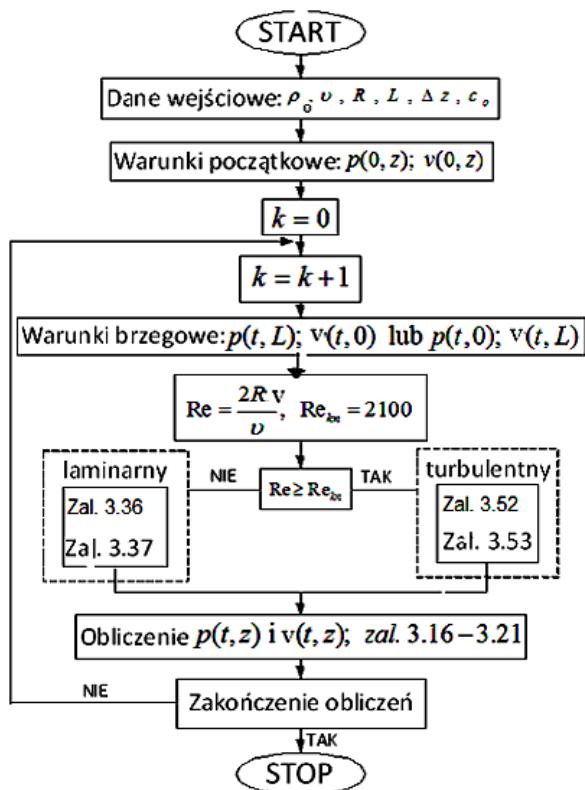 START
Dane wejściowe: ρ₀, υ, R, L, Δz, c₀
Warunki początkowe: p(0,z); v(0,z)
k = 0
k = k+1
Warunki brzegowe: p(t,L); v(t,0) lub p(t,0); v(t,L)
Re = 2Rv/υ, Re_kr = 2100
laminarny
NIE
Re ≥ Re_kr
TAK
turbulentny
Zal. 3.36
Zal. 3.37
Zal. 3.52
Zal. 3.53
Obliczenie p(t,z) i v(t,z); zal. 3.16–3.21
NIE
Zakończenie obliczeń
TAK
STOP